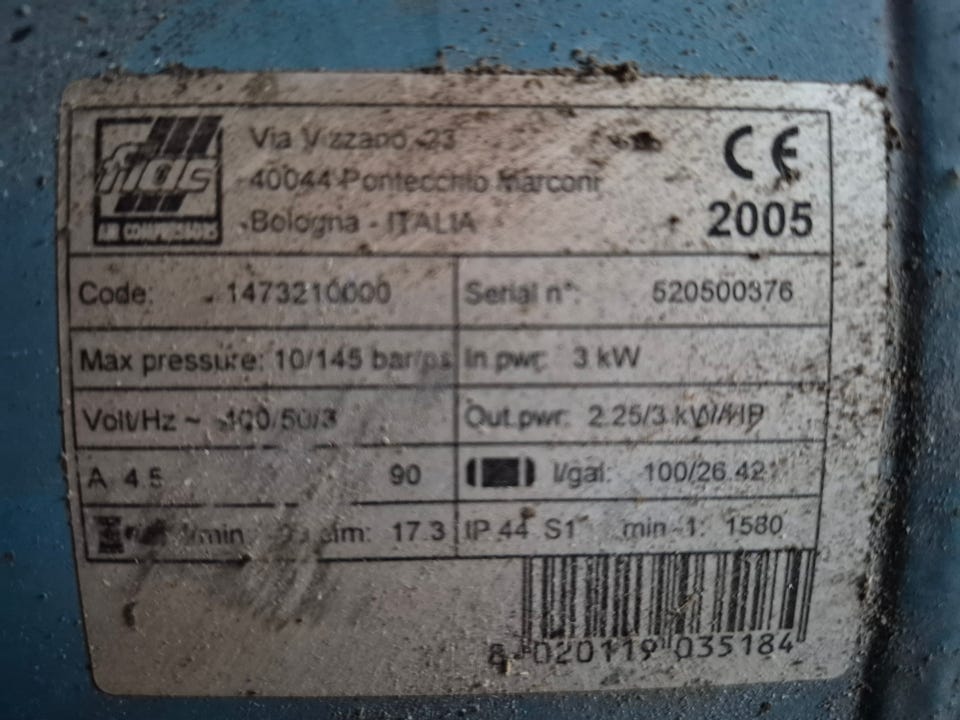 fiac
AIR COMPRESSORS
Via Vizzano, 23
40044 Pontecchio Marconi
Bologna - ITALIA
CE
2005
Code: 1473210000
Serial n°: 520500376
Max pressure: 10/145 bar/psi
In pwr: 3 kW
Volt/Hz ~ 400/50/3
Out.pwr: 2.25/3 kW/HP
A 4.5 90
l/gal: 100/26.42
l/min cfm: 17.3
IP 44 S1 min-1: 1580
8 020119 035184